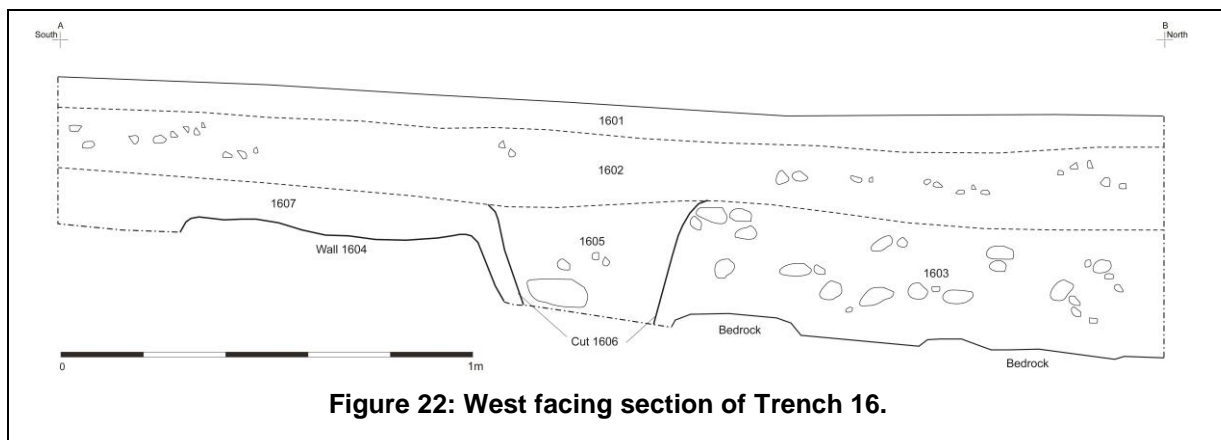 A
South
B
North
1601
1602
1607
Wall 1604
1605
1603
Cut 1606
Bedrock
Bedrock
0
1m
Figure 22: West facing section of Trench 16.